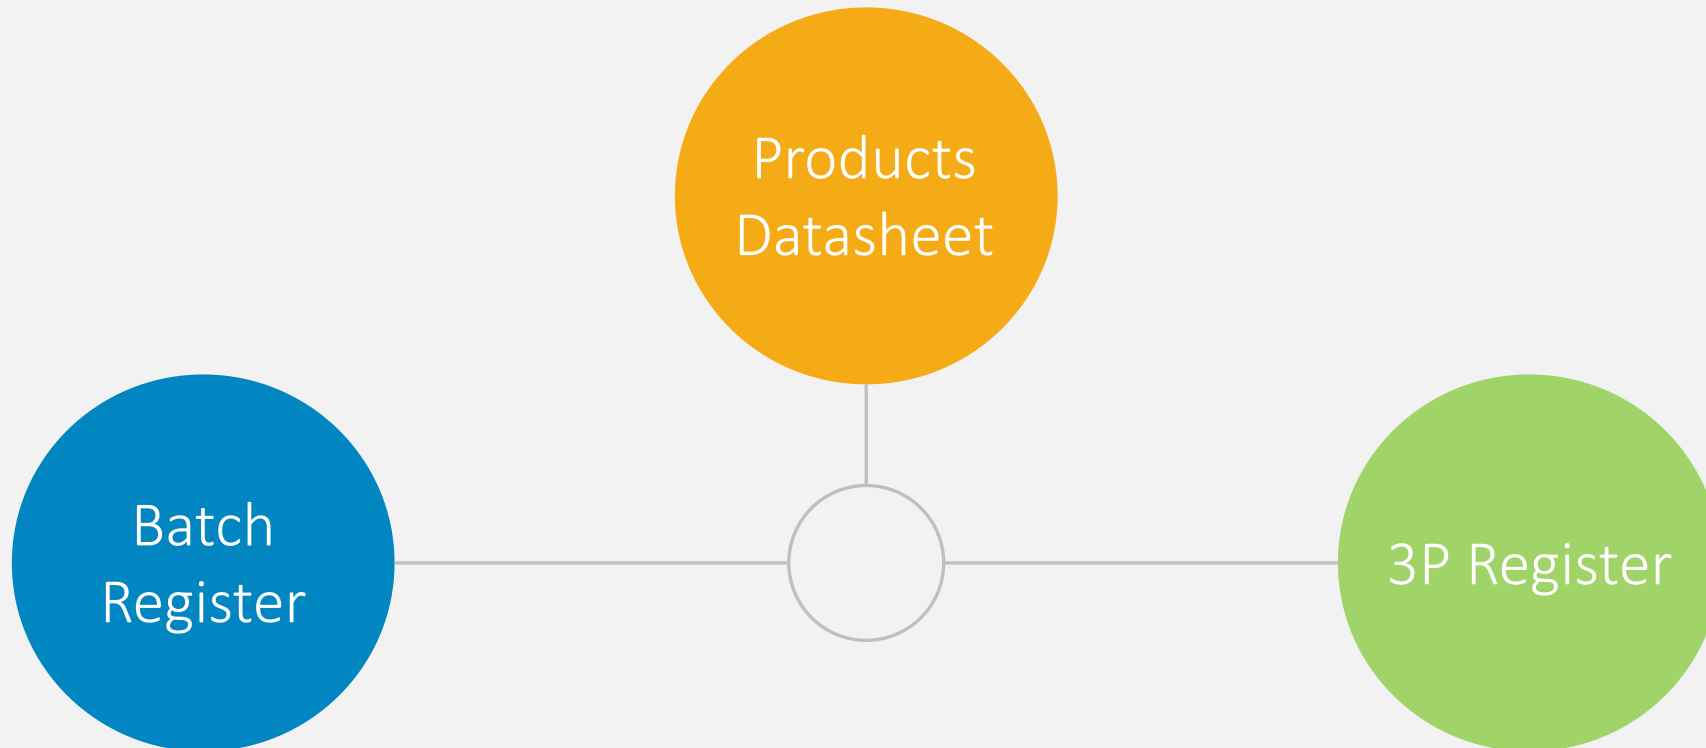 Products
Datasheet
Batch
Register
3P Register